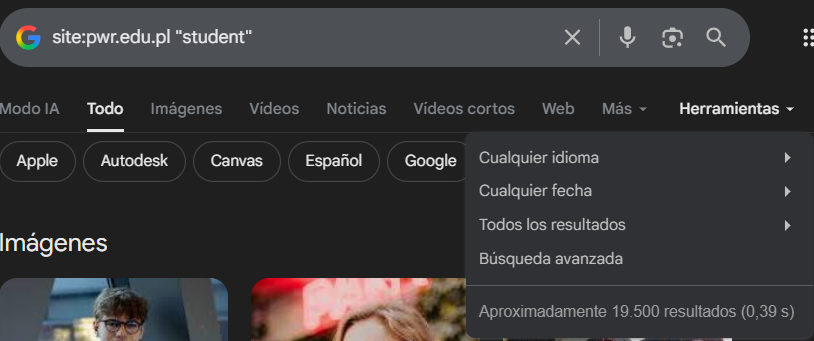 site:pwr.edu.pl "student"
Modo IA Todo Imágenes Vídeos Noticias Vídeos cortos Web Más Herramientas
Apple Autodesk Canvas Español Google
Cualquier idioma
Cualquier fecha
Todos los resultados
Búsqueda avanzada
Aproximadamente 19.500 resultados (0,39 s)
Imágenes